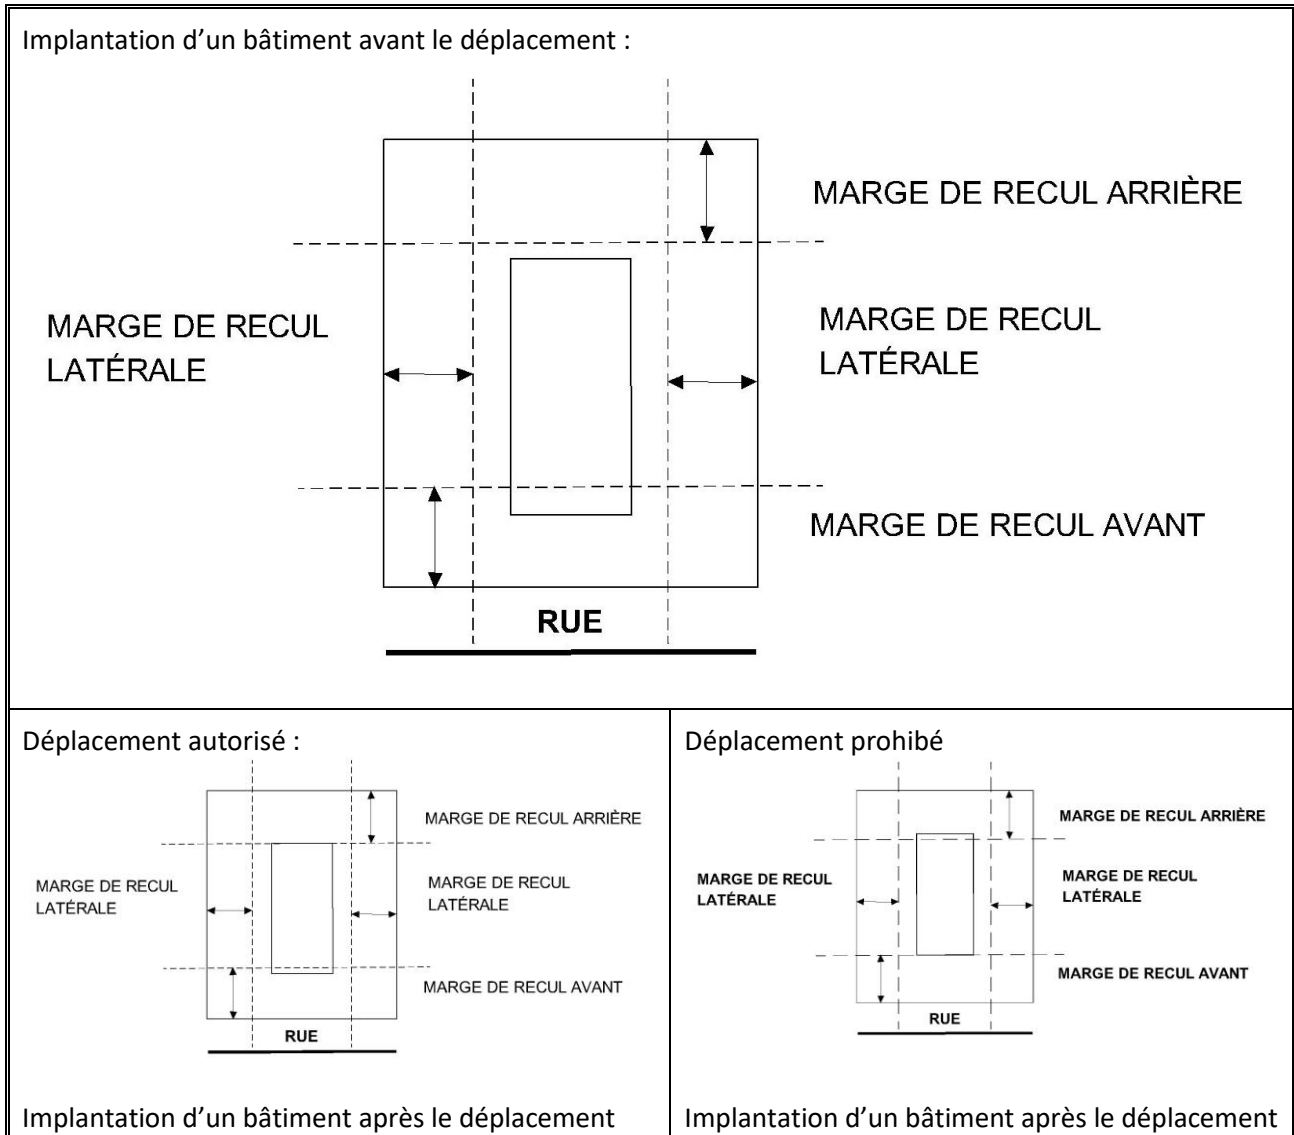 Implantation d’un bâtiment avant le déplacement :
MARGE DE RECUL ARRIÈRE
MARGE DE RECUL
LATÉRALE
MARGE DE RECUL
LATÉRALE
MARGE DE RECUL AVANT
RUE
Déplacement autorisé :
MARGE DE RECUL ARRIÈRE
MARGE DE RECUL
LATÉRALE
MARGE DE RECUL
LATÉRALE
MARGE DE RECUL AVANT
RUE
Implantation d’un bâtiment après le déplacement
Déplacement prohibé
MARGE DE RECUL ARRIÈRE
MARGE DE RECUL
LATÉRALE
MARGE DE RECUL
LATÉRALE
MARGE DE RECUL AVANT
RUE
Implantation d’un bâtiment après le déplacement